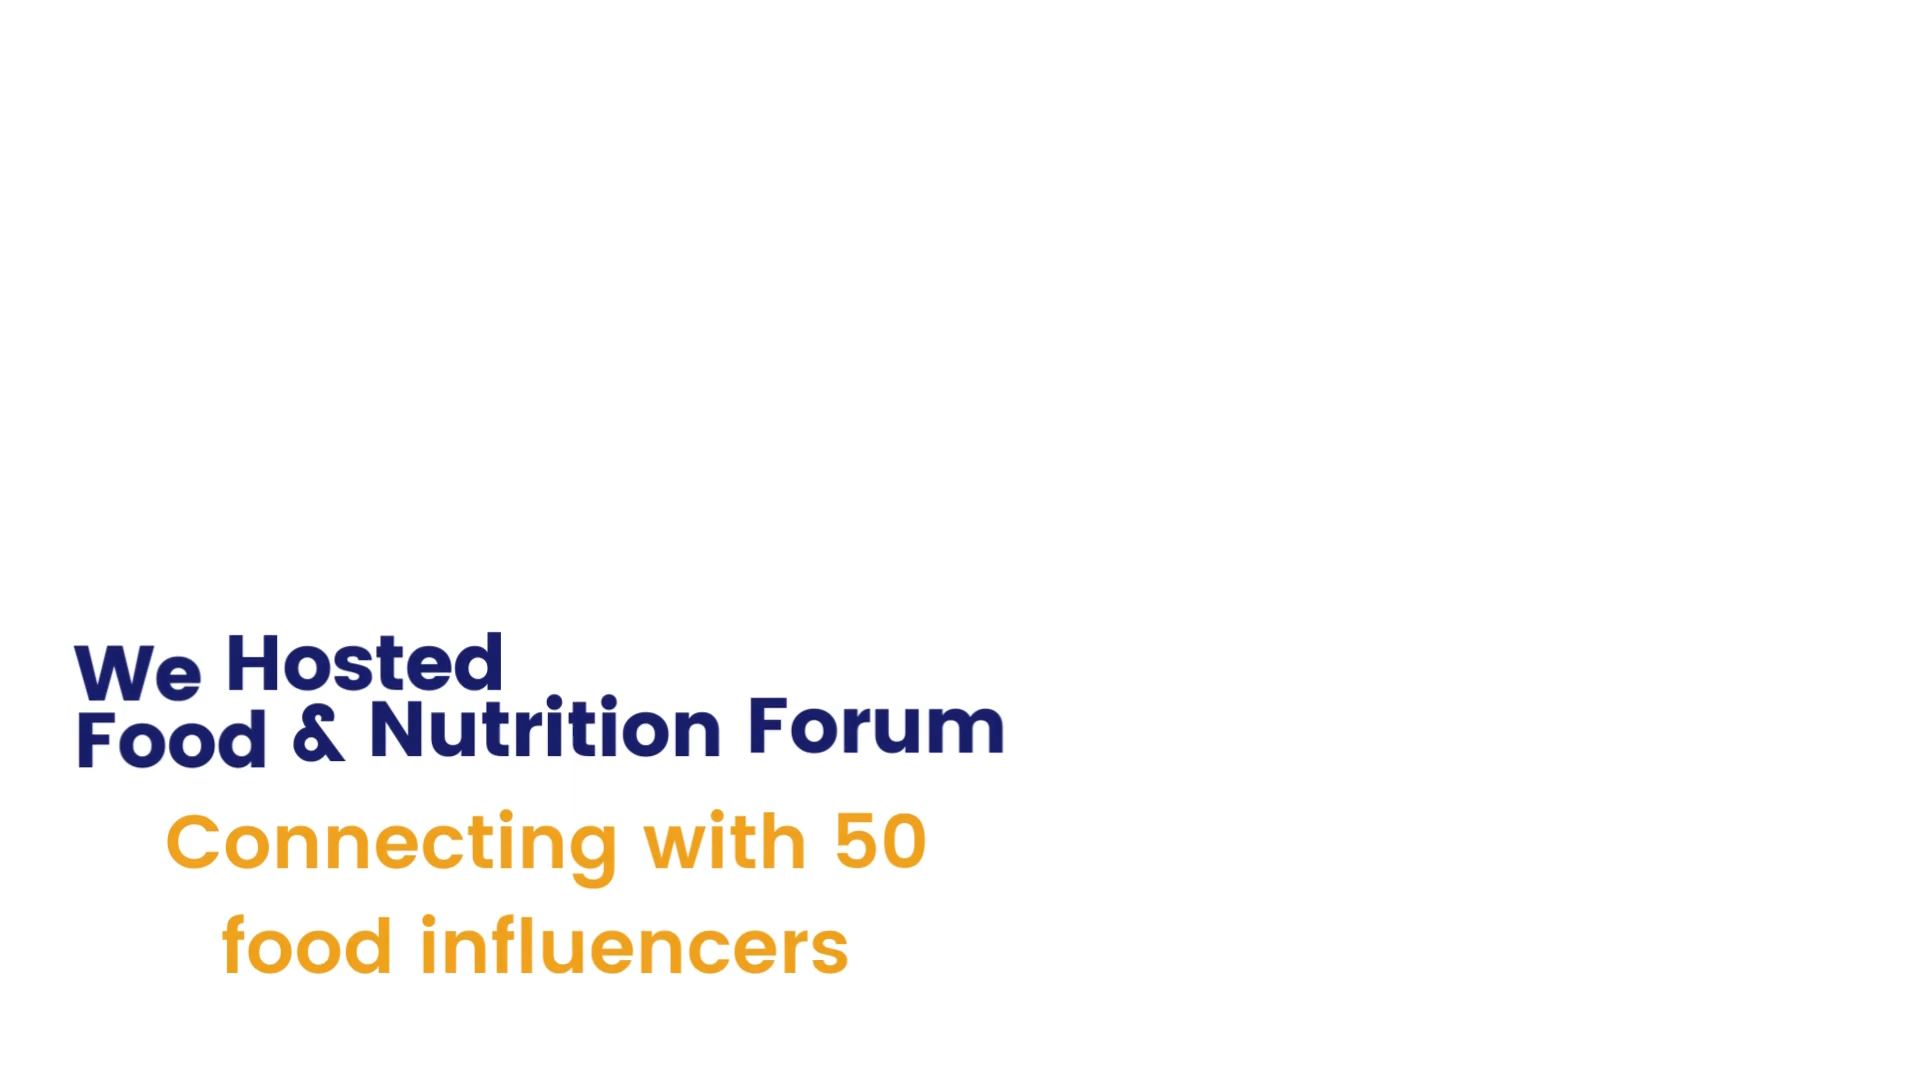 We Hosted
Food & Nutrition Forum
Connecting with 50
food influencers